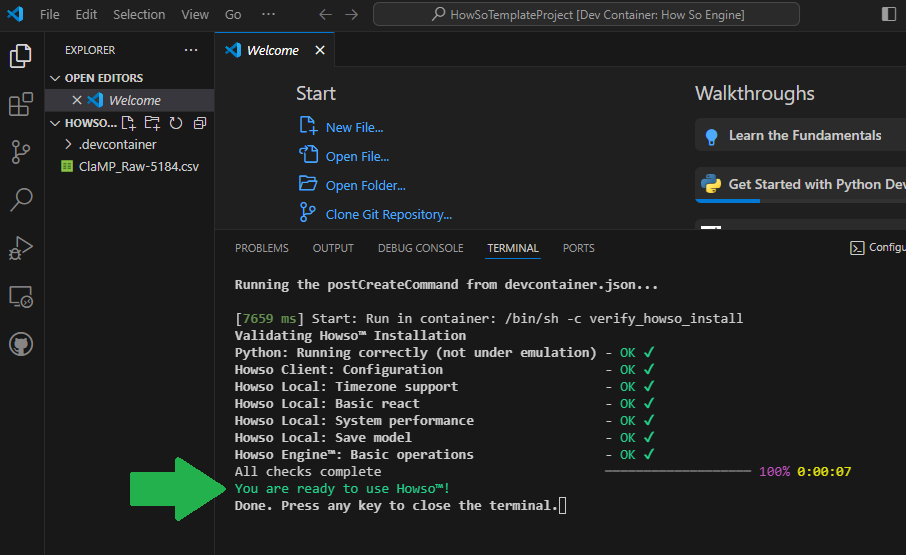 File Edit Selection View Go ··· HowSoTemplateProject [Dev Container: How So Engine]
EXPLORER ···
OPEN EDITORS
Welcome
HOWSO...
.devcontainer
ClaMP_Raw-5184.csv
Welcome
Start
New File...
Open File...
Open Folder...
Clone Git Repository...
Walkthroughs
Learn the Fundamentals
Get Started with Python Dev
PROBLEMS OUTPUT DEBUG CONSOLE TERMINAL PORTS Configu
Running the postCreateCommand from devcontainer.json...
[7659 ms] Start: Run in container: /bin/sh -c verify_howso_install
Validating Howso™ Installation
Python: Running correctly (not under emulation) - OK ✔
Howso Client: Configuration - OK ✔
Howso Local: Timezone support - OK ✔
Howso Local: Basic react - OK ✔
Howso Local: System performance - OK ✔
Howso Local: Save model - OK ✔
Howso Engine™: Basic operations - OK ✔
All checks complete 100% 0:00:07
You are ready to use Howso™!
Done. Press any key to close the terminal.